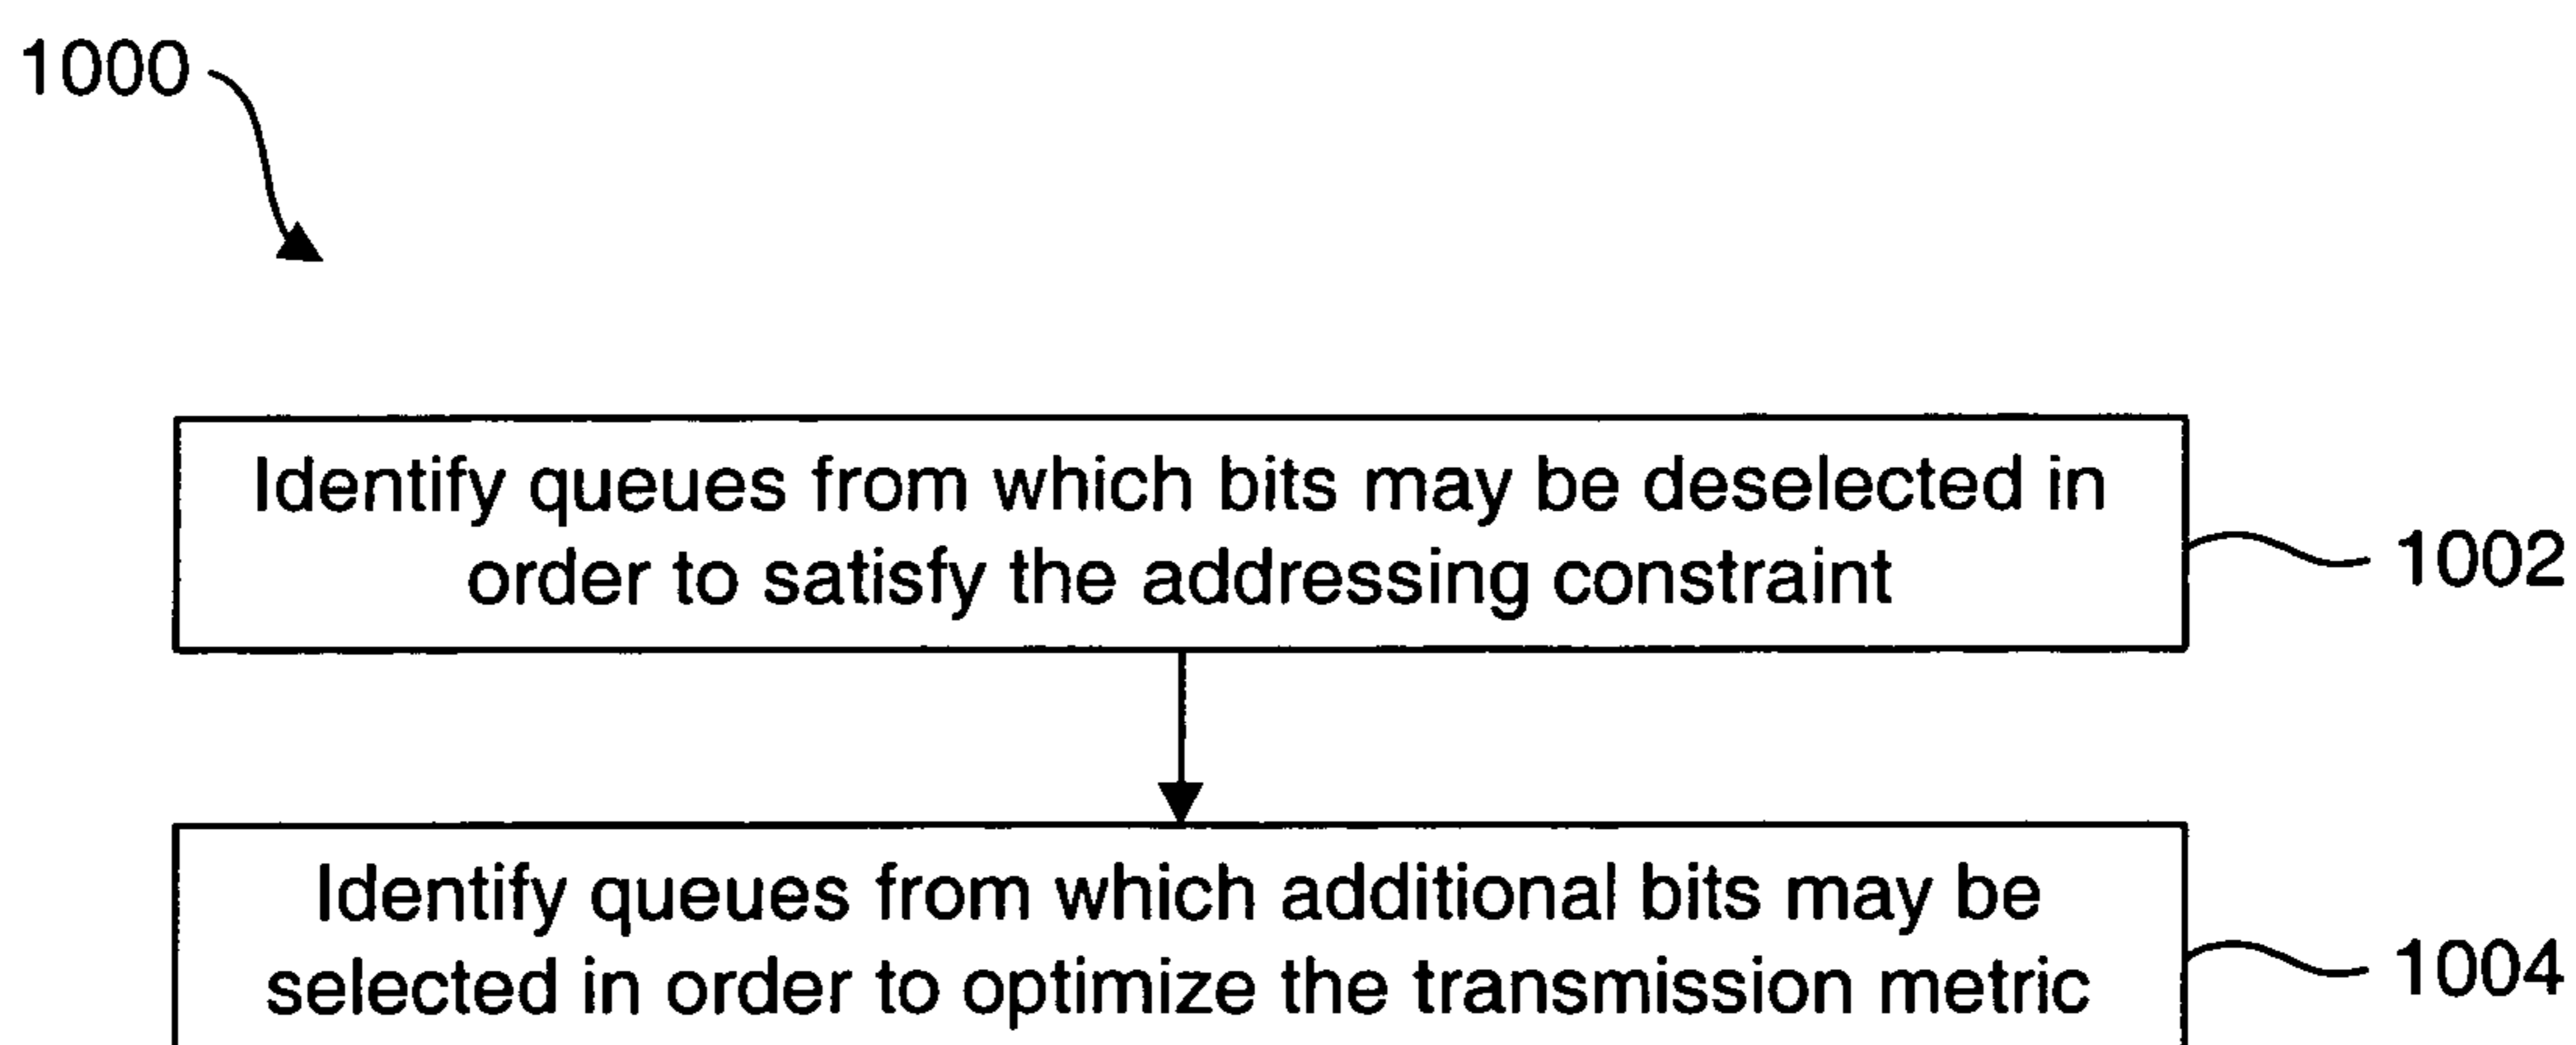 1000
Identify queues from which bits may be deselected in
order to satisfy the addressing constraint
1002
Identify queues from which additional bits may be
selected in order to optimize the transmission metric
1004